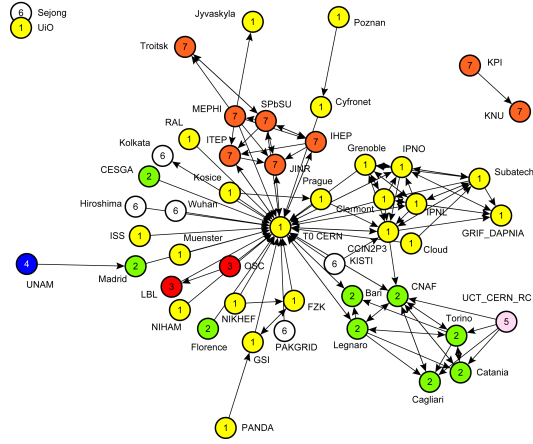 6 Sejong
1 UiO
Jyvaskyla 1
1 Poznan
Troitsk 7
7 KPI
MEPHI 7
SPbSU 7
1 Cyfronet
7 KNU
RAL 1
ITEP 7
7 IHEP
Kolkata 6
7 JINR
Grenoble 1
IPNO 1
CESGA 2
Kosice 1
Prague 1
Clermont 1
1 IPNL
Subatech 1
Hiroshima 6
6 Wuhan
1 T0 CERN
1 GRIF_DAPNIA
ISS 1
Muenster 1
CCIN2P3 1
1 Cloud
4 UNAM
Madrid 2
OSC 3
6 KISTI
LBL 3
NIHAM 1
NIKHEF 1
1 FZK
Bari 2
CNAF 2
UCT_CERN_RC 5
Florence 2
GSI 1
6 PAKGRID
Legnaro 2
Torino 2
2 Catania
2 Cagliari
1 PANDA